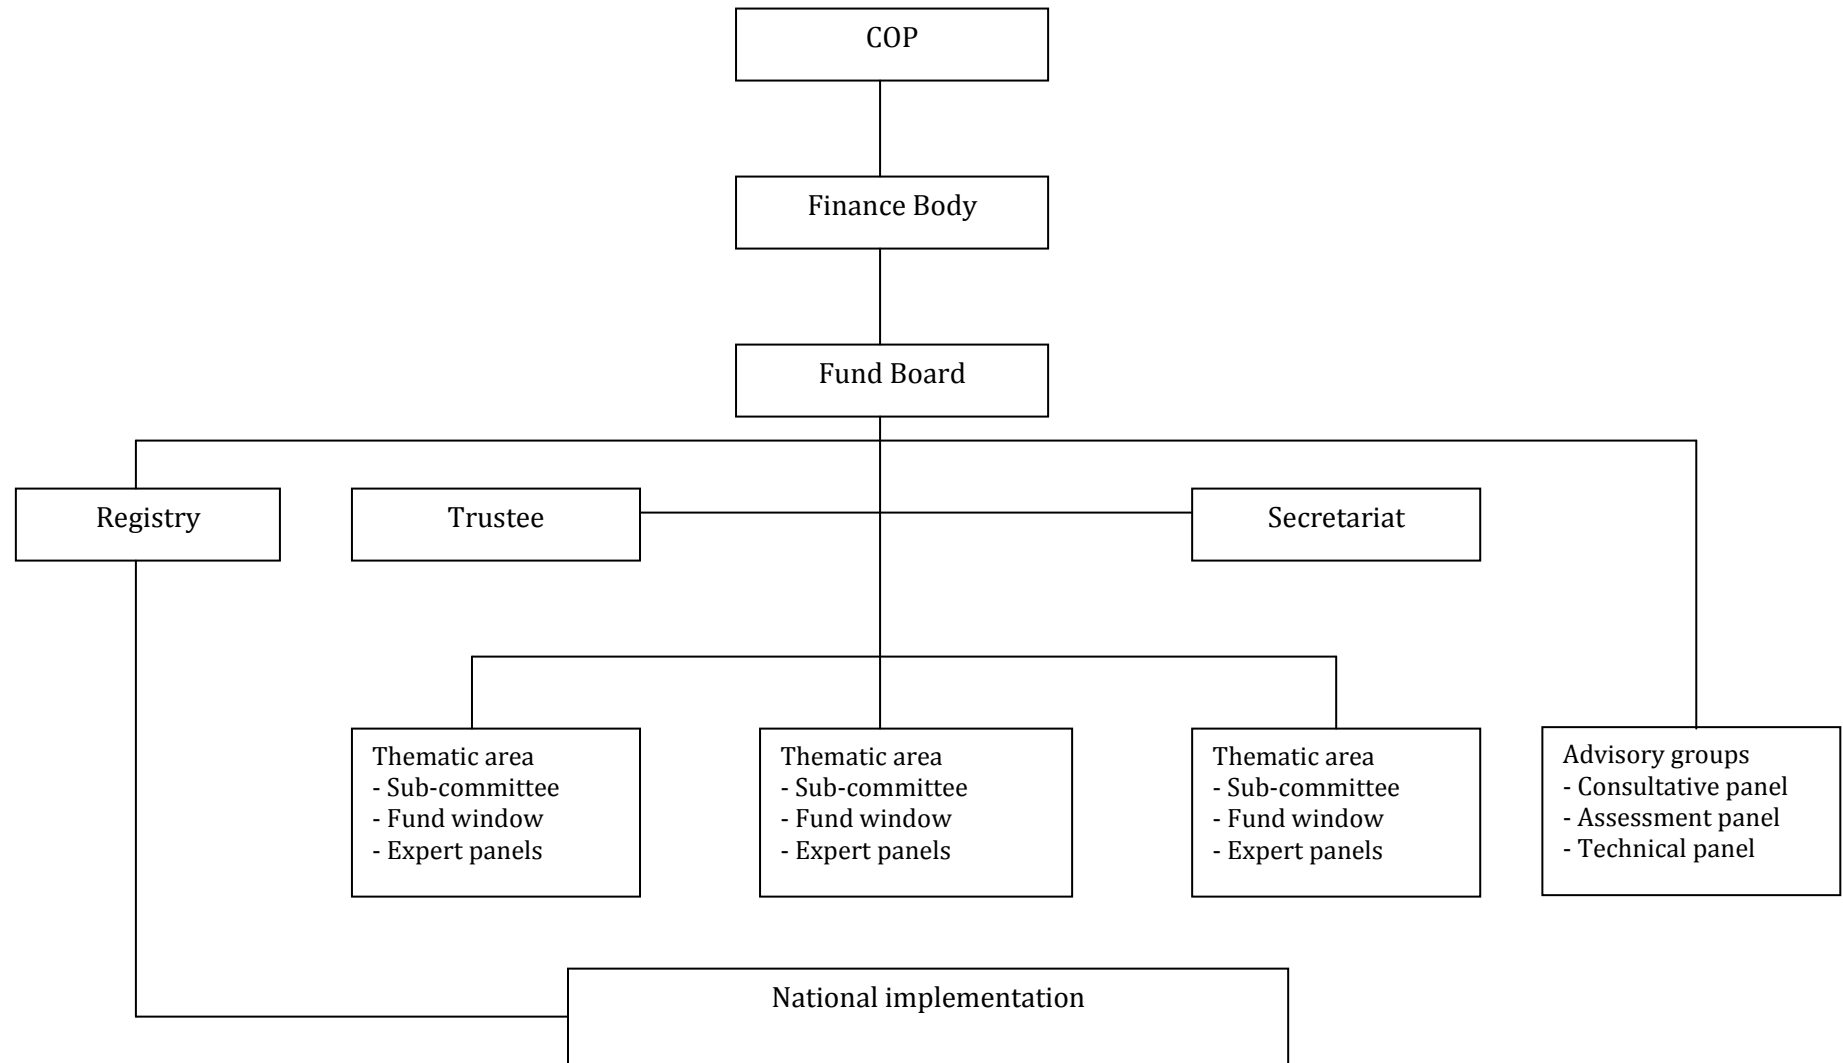 COP
Finance Body
Fund Board
Registry
Trustee
Secretariat
Thematic area
- Sub-committee
- Fund window
- Expert panels
Thematic area
- Sub-committee
- Fund window
- Expert panels
Thematic area
- Sub-committee
- Fund window
- Expert panels
Advisory groups
- Consultative panel
- Assessment panel
- Technical panel
National implementation